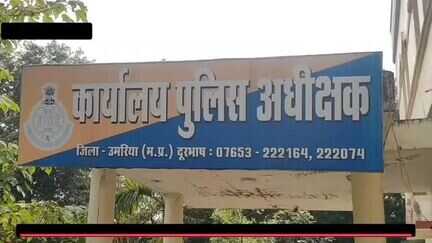 कार्यालय पुलिस अधीक्षक
जिला - उमरिया (म.प्र.) दूरभाष : 07653 - 222164, 222074